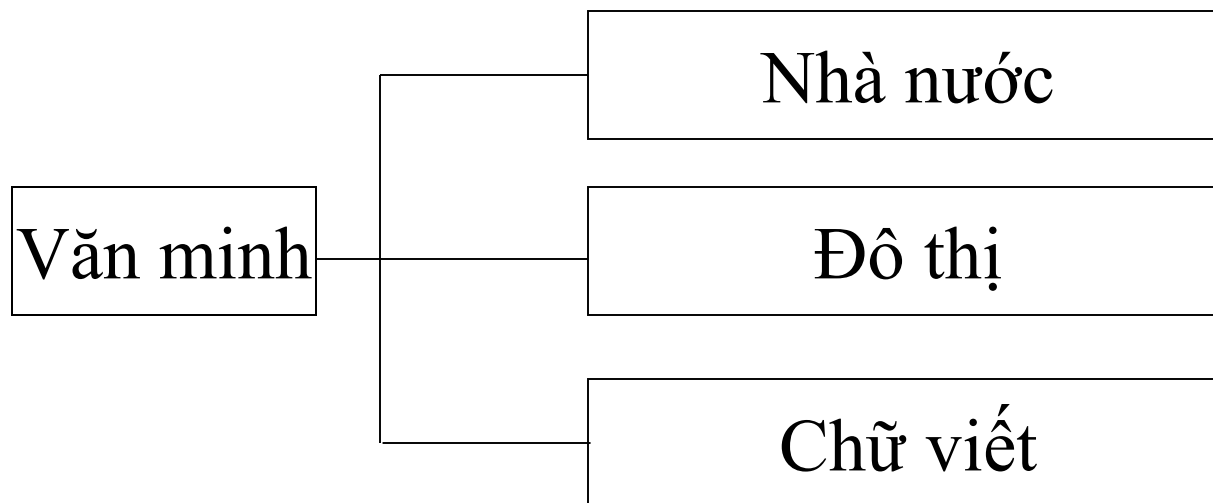 Nhà nước
Văn minh
Đô thị
Chữ viết